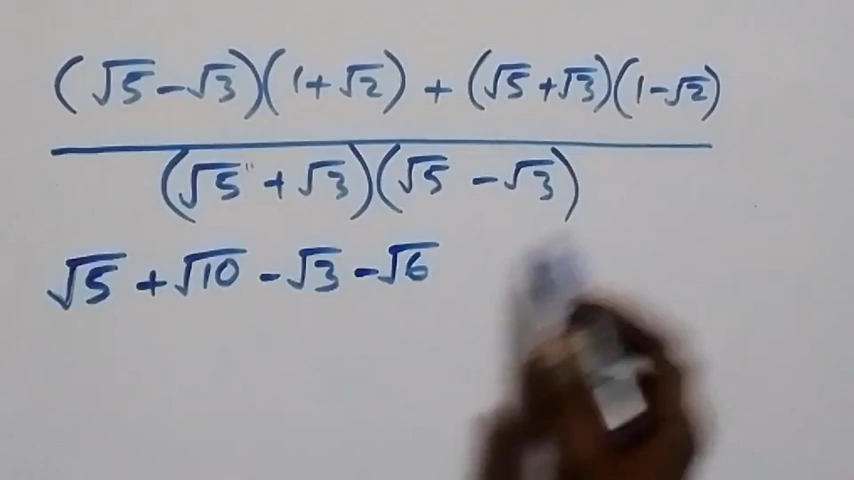 (√5-√3)(1+√2) + (√5+√3)(1-√2)
(√5 + √3)(√5 - √3)
√5 + √10 - √3 - √6